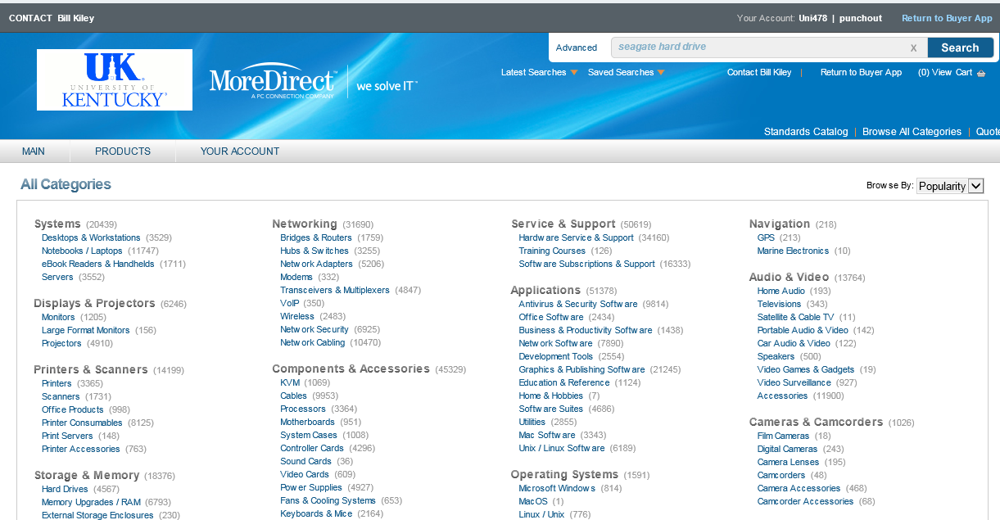 CONTACT Bill Kiley
Your Account: Uni478 | punchout Return to Buyer App
Advanced seagate hard drive x Search
Latest Searches Saved Searches Contact Bill Kiley | Return to Buyer App (0) View Cart
UK
UNIVERSITY OF
KENTUCKY
MoreDirect™ we solve IT™
A PC CONNECTION COMPANY
Standards Catalog | Browse All Categories | Quote
MAIN PRODUCTS YOUR ACCOUNT
All Categories
Browse By: Popularity
Systems (20439)
Desktops & Workstations (3529)
Notebooks / Laptops (11747)
eBook Readers & Handhelds (1711)
Servers (3552)
Displays & Projectors (6246)
Monitors (1205)
Large Format Monitors (156)
Projectors (4910)
Printers & Scanners (14199)
Printers (3365)
Scanners (1731)
Office Products (998)
Printer Consumables (8125)
Print Servers (148)
Printer Accessories (763)
Storage & Memory (18376)
Hard Drives (4567)
Memory Upgrades / RAM (6793)
External Storage Enclosures (230)
Networking (31690)
Bridges & Routers (1759)
Hubs & Switches (3255)
Network Adapters (5206)
Modems (332)
Transceivers & Multiplexers (4847)
VoIP (350)
Wireless (2483)
Network Security (6925)
Network Cabling (10470)
Components & Accessories (45329)
KVM (1069)
Cables (9953)
Processors (3364)
Motherboards (951)
System Cases (1008)
Controller Cards (4296)
Sound Cards (36)
Video Cards (609)
Power Supplies (4927)
Fans & Cooling Systems (653)
Keyboards & Mice (2164)
Service & Support (50619)
Hardware Service & Support (34160)
Training Courses (126)
Software Subscriptions & Support (16333)
Applications (51378)
Antivirus & Security Software (9814)
Office Software (2434)
Business & Productivity Software (1438)
Network Software (7890)
Development Tools (2554)
Graphics & Publishing Software (21245)
Education & Reference (1124)
Home & Hobbies (7)
Software Suites (4686)
Utilities (2855)
Mac Software (3343)
Unix / Linux Software (6189)
Operating Systems (1591)
Microsoft Windows (814)
MacOS (1)
Linux / Unix (776)
Navigation (218)
GPS (213)
Marine Electronics (10)
Audio & Video (13764)
Home Audio (193)
Televisions (343)
Satellite & Cable TV (11)
Portable Audio & Video (142)
Car Audio & Video (122)
Speakers (500)
Video Games & Gadgets (19)
Video Surveillance (927)
Accessories (11900)
Cameras & Camcorders (1026)
Film Cameras (18)
Digital Cameras (243)
Camera Lenses (195)
Camcorders (48)
Camera Accessories (468)
Camcorder Accessories (68)